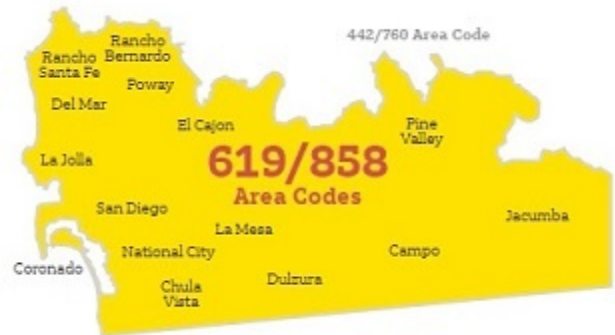 442/760 Area Code
Rancho
Bernardo
Rancho
Santa Fe
Poway
Del Mar
El Cajon
Pine
Valley
La Jolla
619/858
Area Codes
San Diego
Jacumba
La Mesa
National City
Campo
Coronado
Dulzura
Chula
Vista